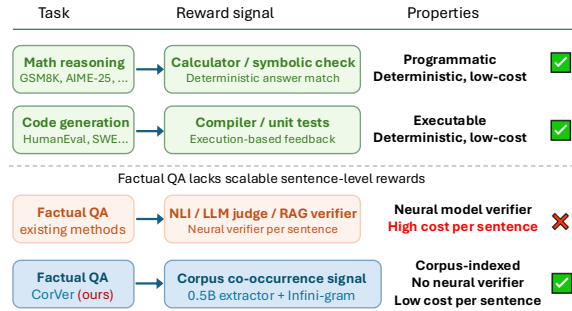 Task Reward signal Properties
Math reasoning
GSM8K, AIME-25, ...
Calculator / symbolic check
Deterministic answer match
Programmatic
Deterministic, low-cost
Code generation
HumanEval, SWE...
Compiler / unit tests
Execution-based feedback
Executable
Deterministic, low-cost
Factual QA lacks scalable sentence-level rewards
Factual QA
existing methods
NLI / LLM judge / RAG verifier
Neural verifier per sentence
Neural model verifier
High cost per sentence
Factual QA
CorVer (ours)
Corpus co-occurrence signal
0.5B extractor + Infini-gram
Corpus-indexed
No neural verifier
Low cost per sentence